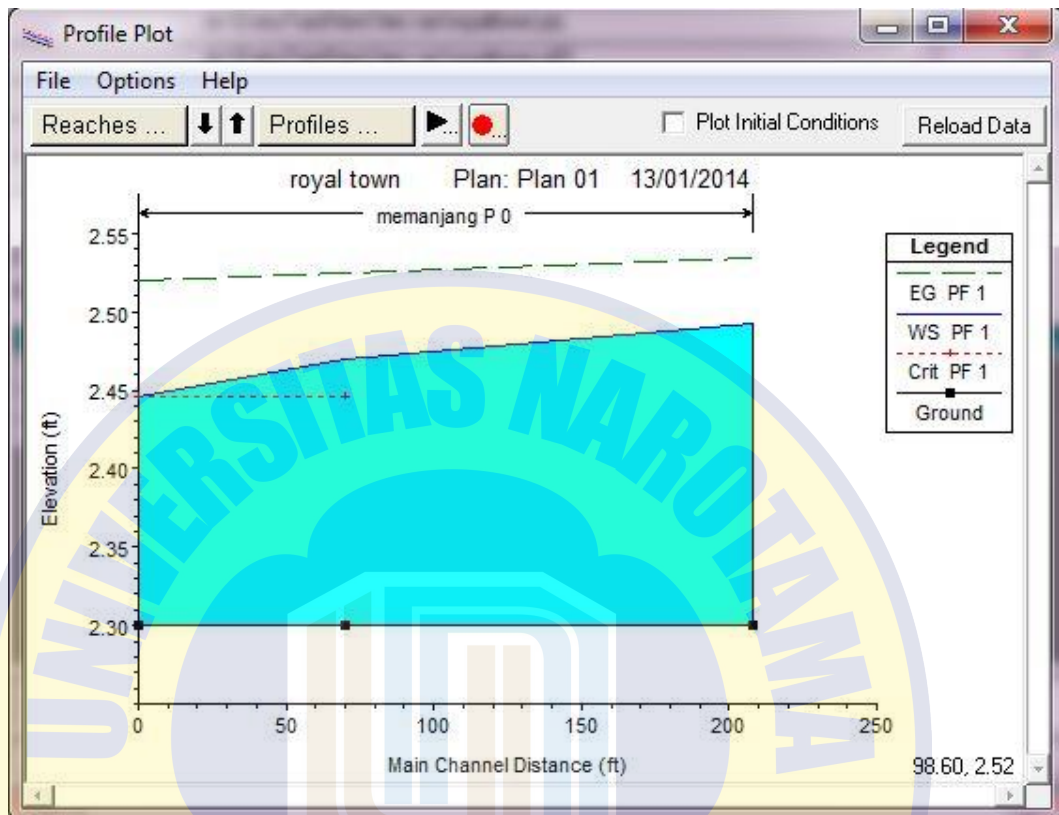 Profile Plot
File Options Help
Reaches ... Profiles ... Plot Initial Conditions Reload Data
royal town Plan: Plan 01 13/01/2014
memanjang P 0
Legend
EG PF 1
WS PF 1
Crit PF 1
Ground
2.55
2.50
2.45
2.40
2.35
2.30
Elevation (ft)
0 50 100 150 200 250
Main Channel Distance (ft)
98.60, 2.52
UNIVERSITAS NAROTAMA